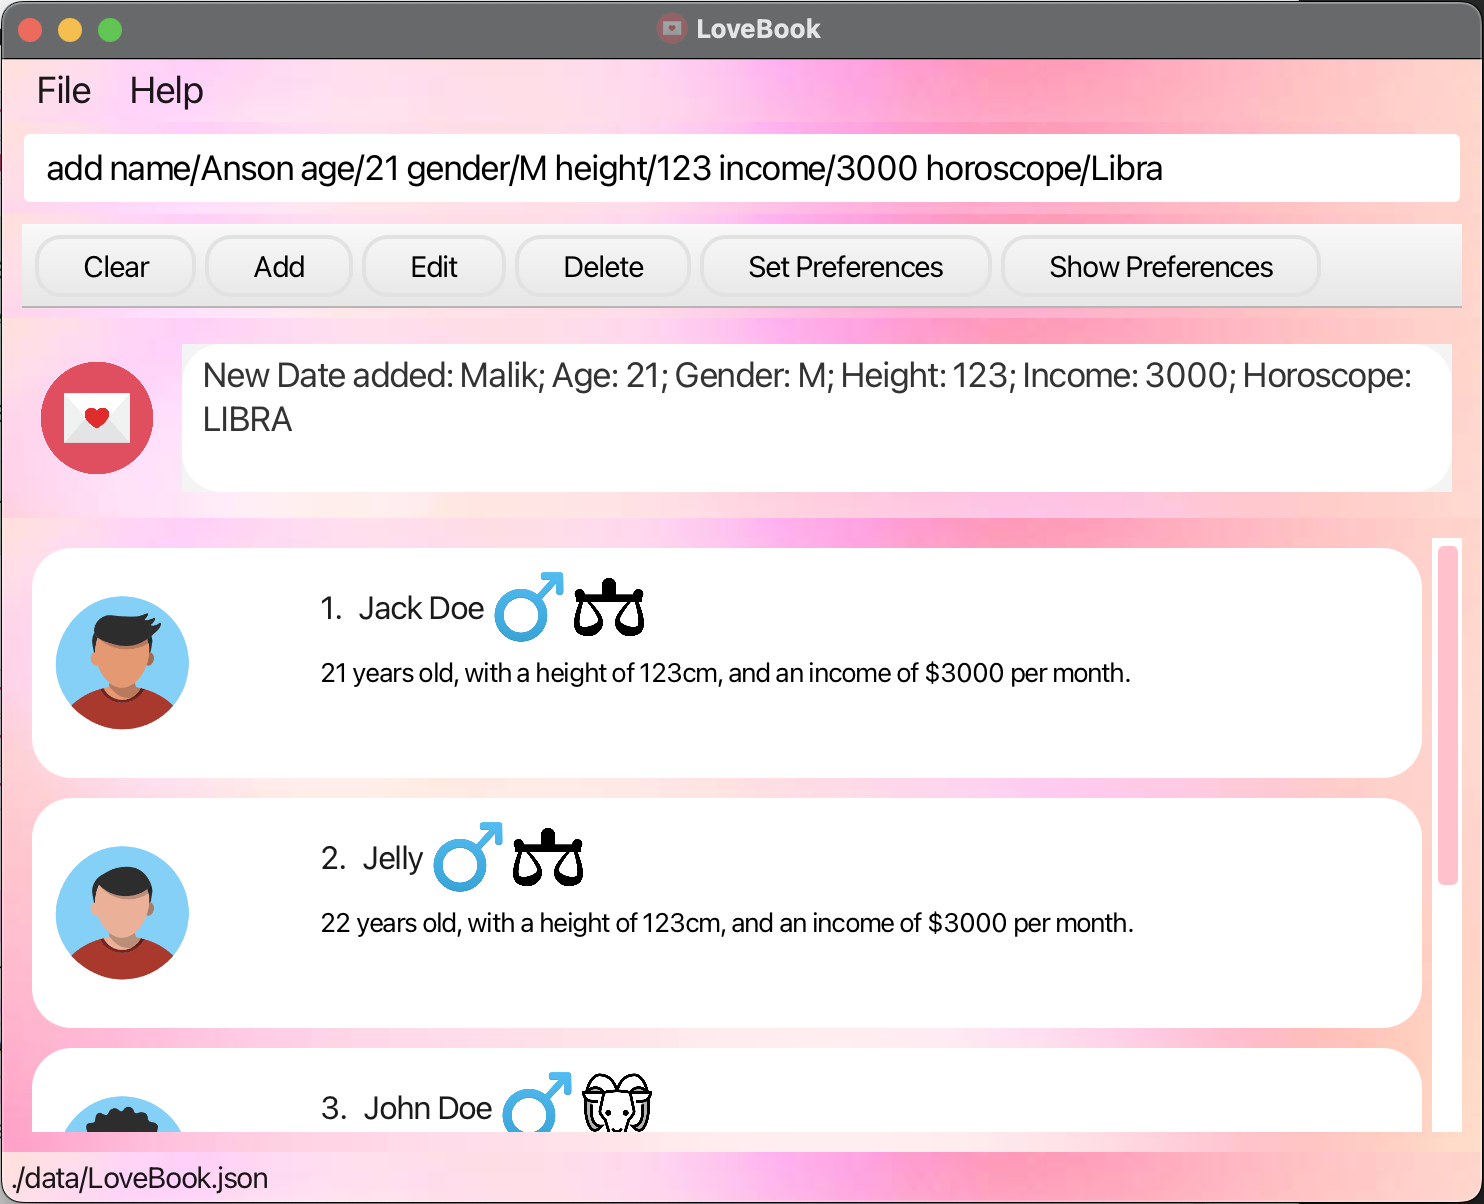 LoveBook
File Help
add name/Anson age/21 gender/M height/123 income/3000 horoscope/Libra
Clear Add Edit Delete Set Preferences Show Preferences
New Date added: Malik; Age: 21; Gender: M; Height: 123; Income: 3000; Horoscope:
LIBRA
1. Jack Doe
21 years old, with a height of 123cm, and an income of $3000 per month.
2. Jelly
22 years old, with a height of 123cm, and an income of $3000 per month.
3. John Doe
./data/LoveBook.json